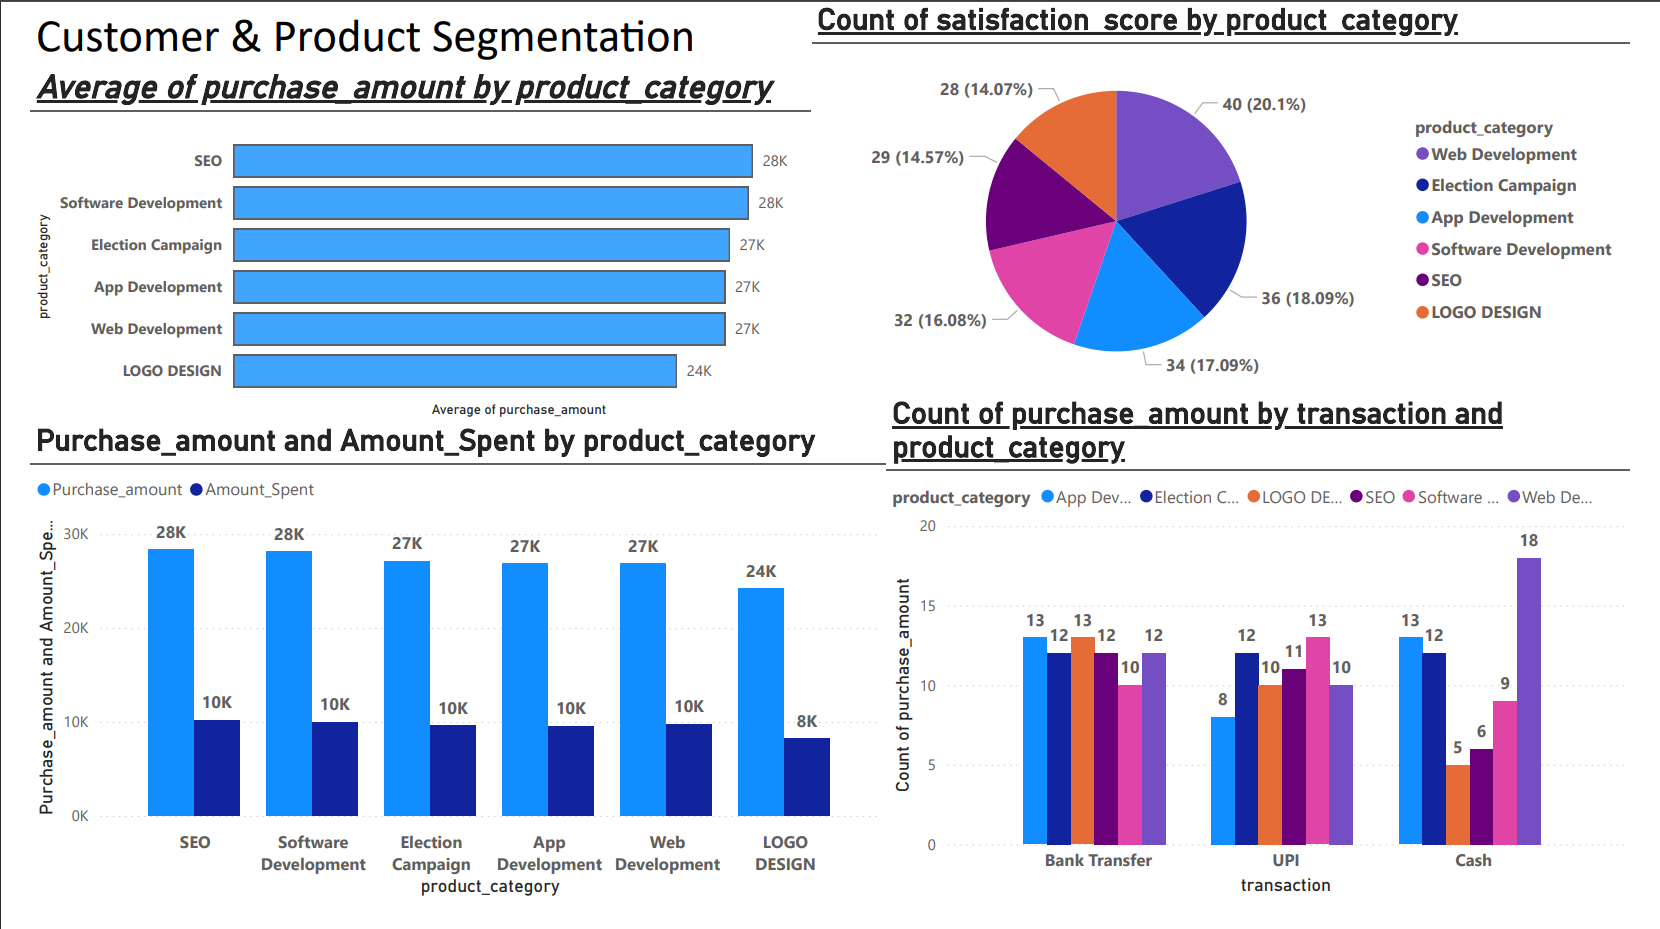 Customer & Product Segmentation
Average of purchase_amount by product_category
product_category
SEO
28K
Software Development
28K
Election Campaign
27K
App Development
27K
Web Development
27K
LOGO DESIGN
24K
Average of purchase_amount
Count of satisfaction_score by product_category
28 (14.07%)
40 (20.1%)
29 (14.57%)
36 (18.09%)
32 (16.08%)
34 (17.09%)
product_category
Web Development
Election Campaign
App Development
Software Development
SEO
LOGO DESIGN
Purchase_amount and Amount_Spent by product_category
Purchase_amount
Amount_Spent
Purchase_amount and Amount_Spe...
30K
20K
10K
0K
28K
10K
28K
10K
27K
10K
27K
10K
27K
10K
24K
8K
SEO
Software
Development
Election
Campaign
App
Development
Web
Development
LOGO
DESIGN
product_category
Count of purchase_amount by transaction and
product_category
product_category
App Dev...
Election C...
LOGO DE...
SEO
Software ...
Web De...
Count of purchase_amount
20
15
10
5
0
13
12
13
12
10
12
8
12
10
11
13
10
13
12
5
6
9
18
Bank Transfer
UPI
Cash
transaction